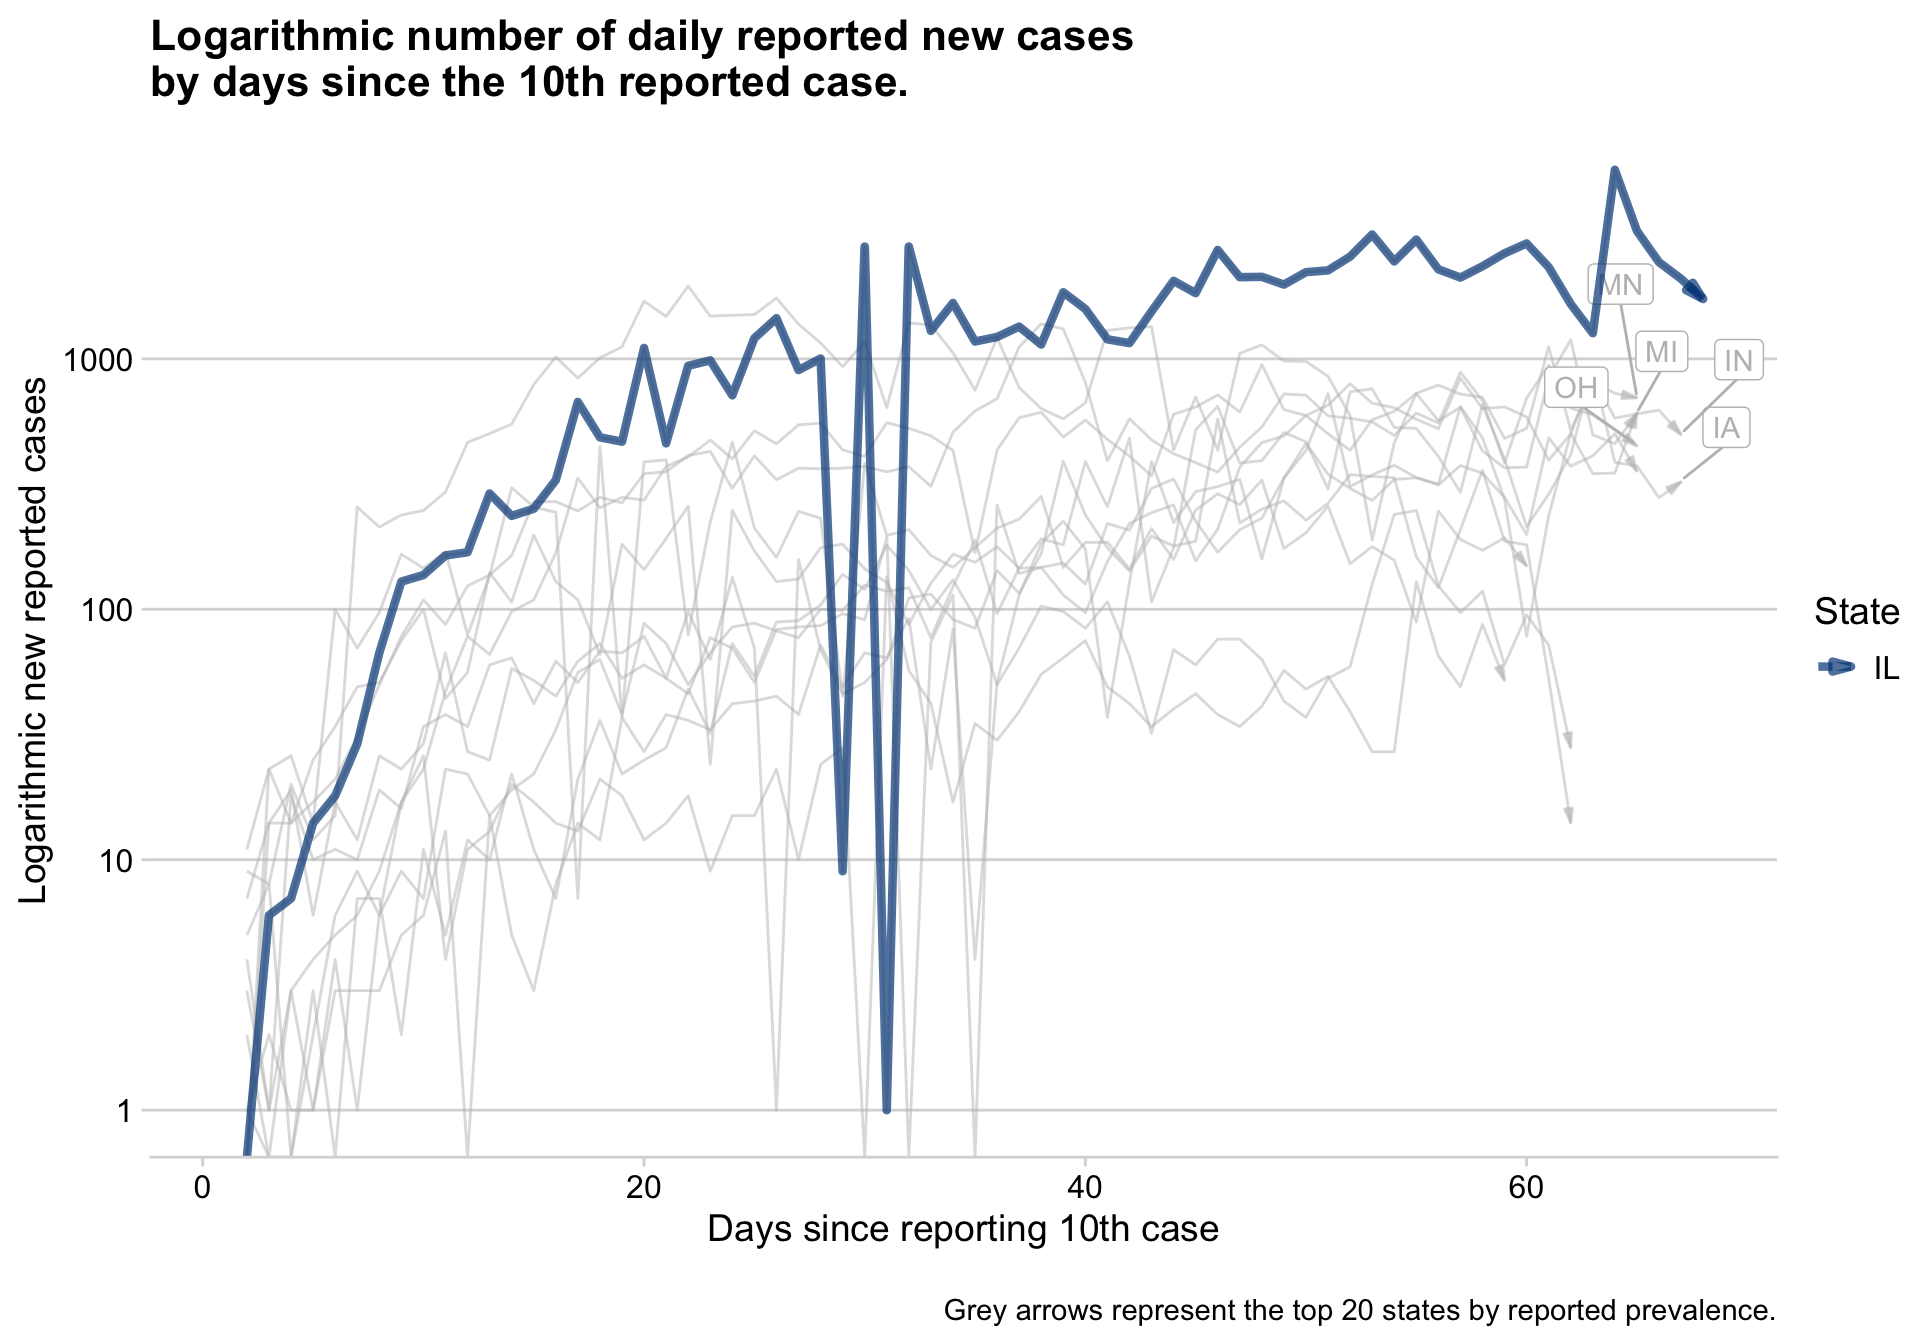 Logarithmic number of daily reported new cases
by days since the 10th reported case.
Logarithmic new reported cases
1000
100
10
1
MN
MI
IN
OH
IA
State
IL
0
20
40
60
Days since reporting 10th case
Grey arrows represent the top 20 states by reported prevalence.